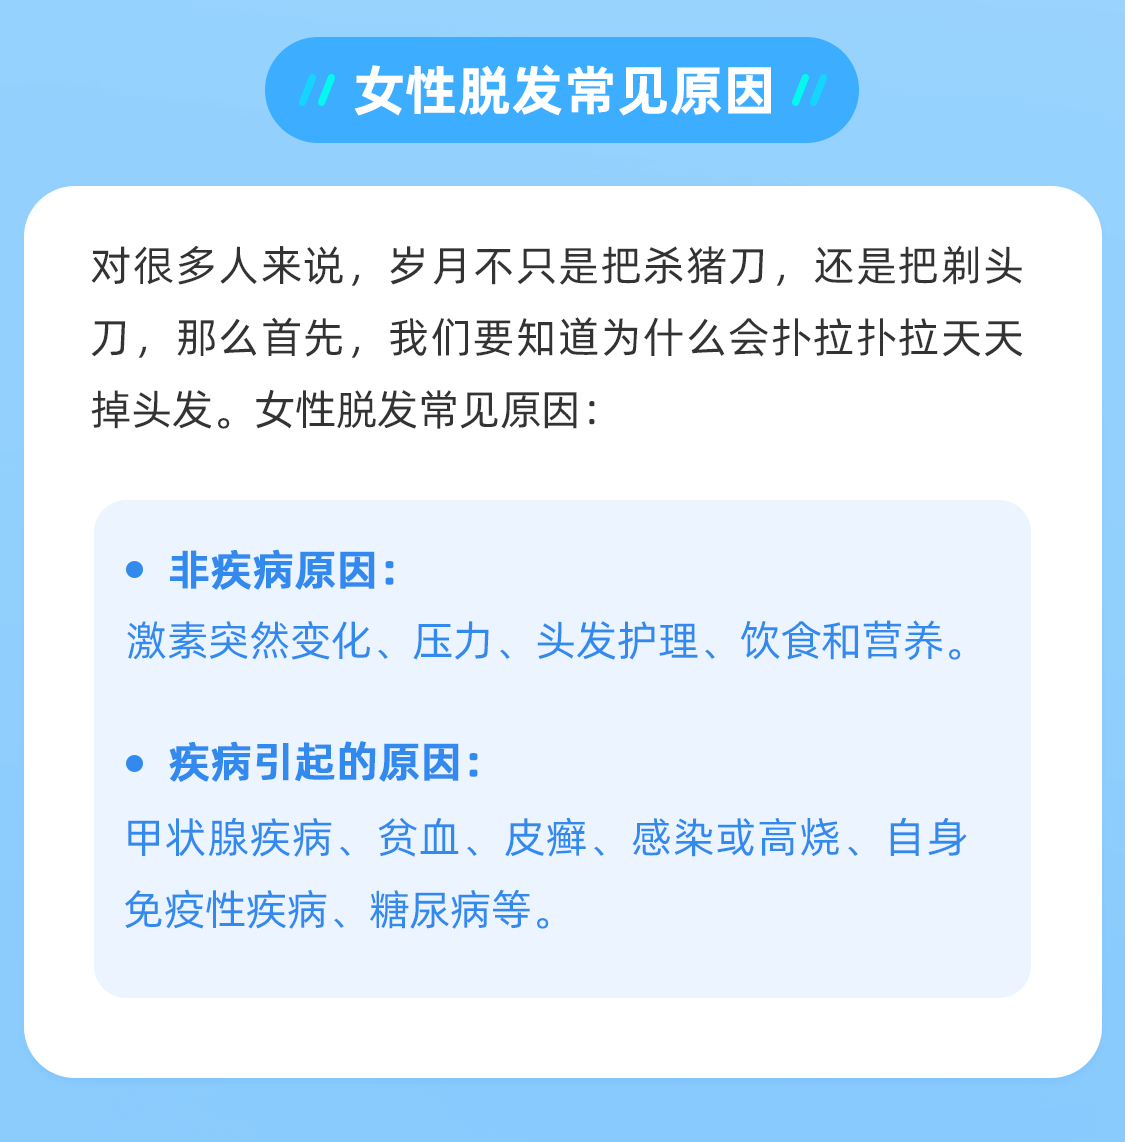 女性脱发常见原因
对很多人来说，岁月不只是把杀猪刀，还是把剃头
刀，那么首先，我们要知道为什么会扑拉扑拉天天
掉头发。女性脱发常见原因：
• 非疾病原因：
激素突然变化、压力、头发护理、饮食和营养。
• 疾病引起的原因：
甲状腺疾病、贫血、皮癣、感染或高烧、自身
免疫性疾病、糖尿病等。